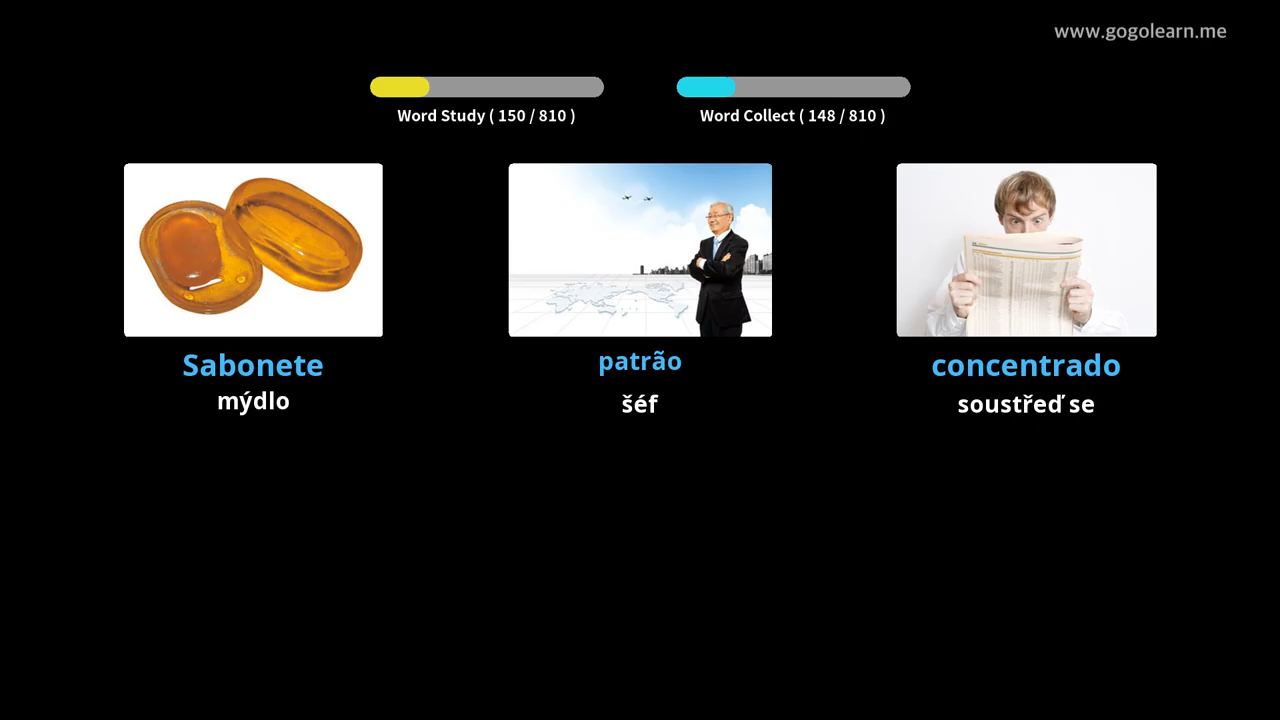 www.gogolearn.me
Word Study ( 150 / 810 )
Word Collect ( 148 / 810 )
Sabonete
mýdlo
patrão
šéf
concentrado
soustřeď se